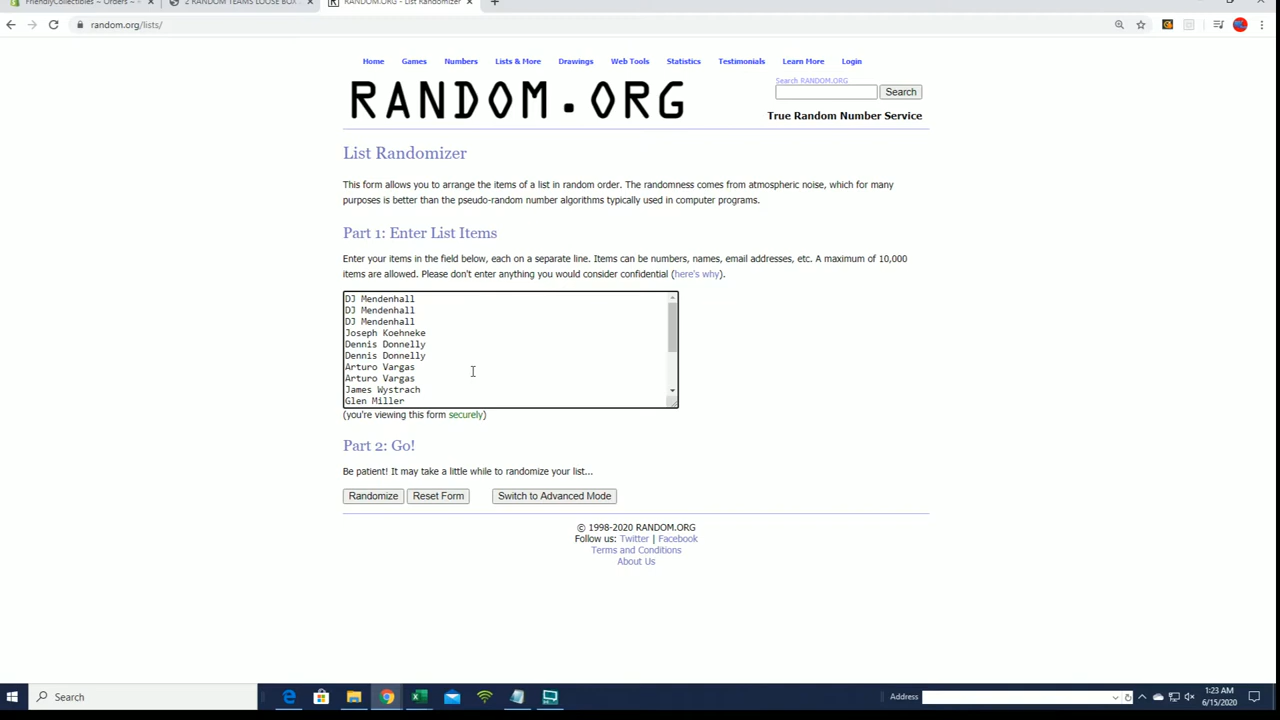 FriendlyCollectibles ~ Orders ~
2 RANDOM TEAMS LOOSE BOX
RANDOM.ORG - List Randomizer
random.org/lists/
Home Games Numbers Lists & More Drawings Web Tools Statistics Testimonials Learn More Login
RANDOM.ORG
Search RANDOM.ORG
Search
True Random Number Service
List Randomizer
This form allows you to arrange the items of a list in random order. The randomness comes from atmospheric noise, which for many
purposes is better than the pseudo-random number algorithms typically used in computer programs.
Part 1: Enter List Items
Enter your items in the field below, each on a separate line. Items can be numbers, names, email addresses, etc. A maximum of 10,000
items are allowed. Please don't enter anything you would consider confidential (here's why).
DJ Mendenhall
DJ Mendenhall
DJ Mendenhall
Joseph Koehneke
Dennis Donnelly
Dennis Donnelly
Arturo Vargas
Arturo Vargas
James Wystrach
Glen Miller
(you're viewing this form securely)
Part 2: Go!
Be patient! It may take a little while to randomize your list...
Randomize Reset Form Switch to Advanced Mode
© 1998-2020 RANDOM.ORG
Follow us: Twitter | Facebook
Terms and Conditions
About Us
Search
Address
1:23 AM
6/15/2020